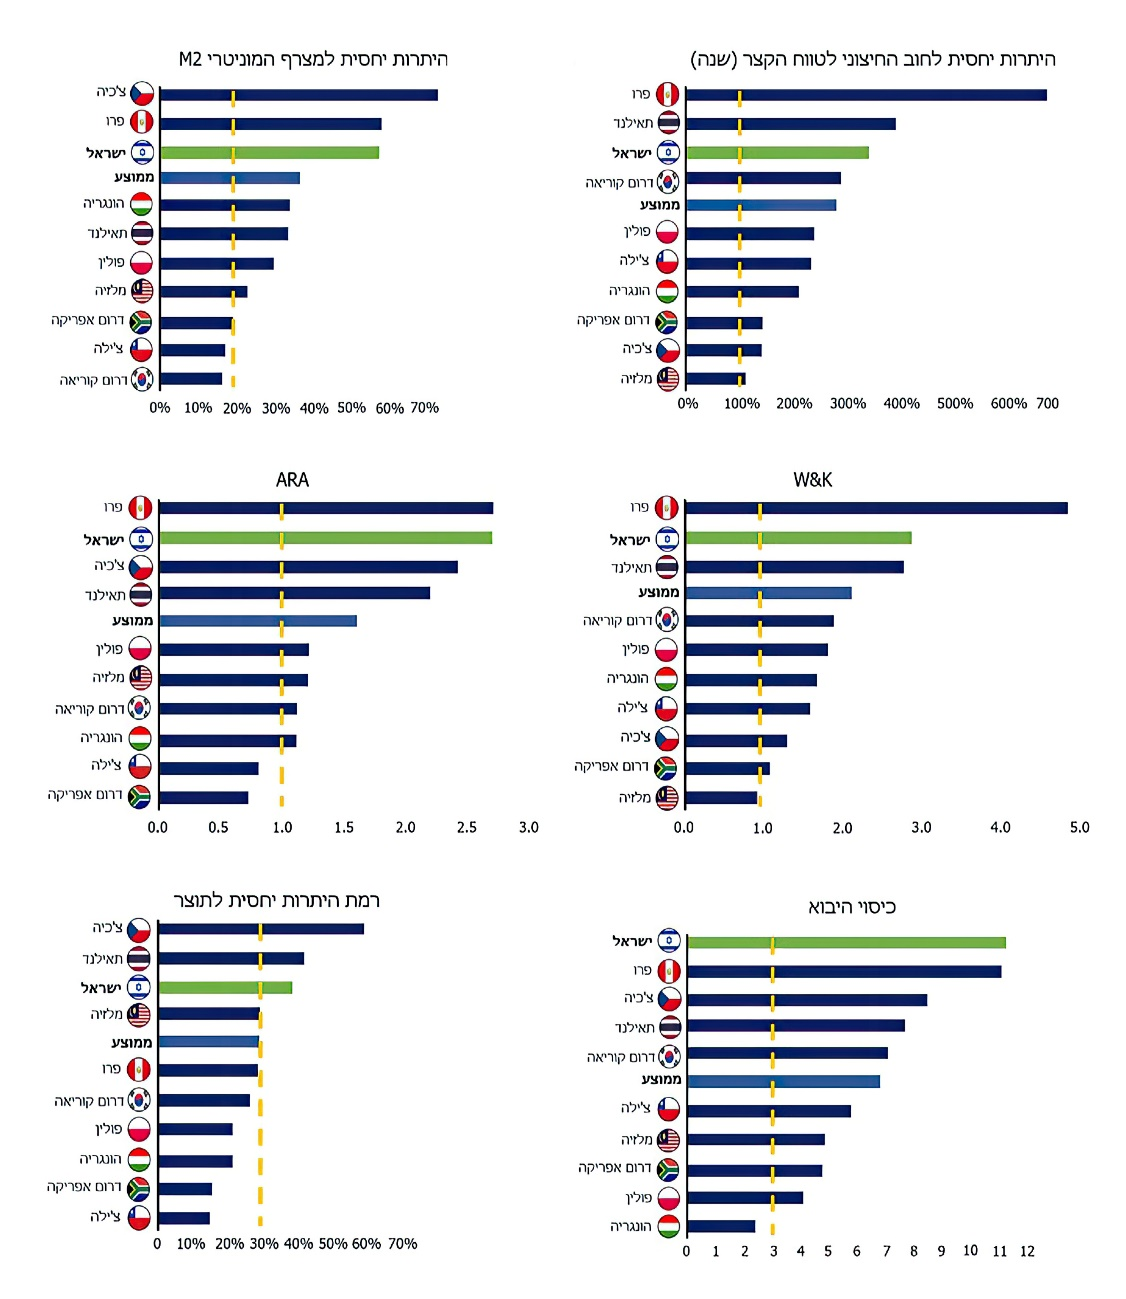 היתרות יחסית למצרף המוניטרי M2
צ'כיה
פרו
ישראל
ממוצע
הונגריה
תאילנד
פולין
מלזיה
דרום אפריקה
צ'ילה
דרום קוריאה
0% 10% 20% 30% 40% 50% 60% 70%
היתרות יחסית לחוב החיצוני לטווח הקצר (שנה)
פרו
תאילנד
ישראל
דרום קוריאה
ממוצע
פולין
צ'ילה
הונגריה
דרום אפריקה
צ'כיה
מלזיה
0% 100% 200% 300% 400% 500% 600% 700
ARA
פרו
ישראל
צ'כיה
תאילנד
ממוצע
פולין
מלזיה
דרום קוריאה
הונגריה
צ'ילה
דרום אפריקה
0.0 0.5 1.0 1.5 2.0 2.5 3.0
W&K
פרו
ישראל
תאילנד
ממוצע
דרום קוריאה
פולין
הונגריה
צ'ילה
צ'כיה
דרום אפריקה
מלזיה
0.0 1.0 2.0 3.0 4.0 5.0
רמת היתרות יחסית לתוצר
צ'כיה
תאילנד
ישראל
מלזיה
ממוצע
פרו
דרום קוריאה
פולין
הונגריה
דרום אפריקה
צ'ילה
0 10% 20% 30% 40% 50% 60% 70%
כיסוי היבוא
ישראל
פרו
צ'כיה
תאילנד
דרום קוריאה
ממוצע
צ'ילה
מלזיה
דרום אפריקה
פולין
הונגריה
0 1 2 3 4 5 6 7 8 9 10 11 12